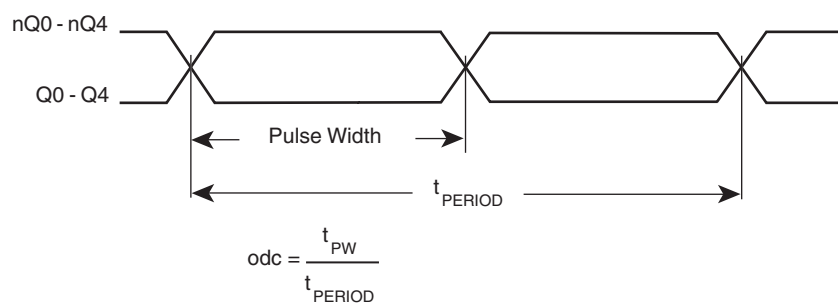 nQ0 - nQ4
Q0 - Q4
Pulse Width
tPERIOD
odc = tPW
tPERIOD